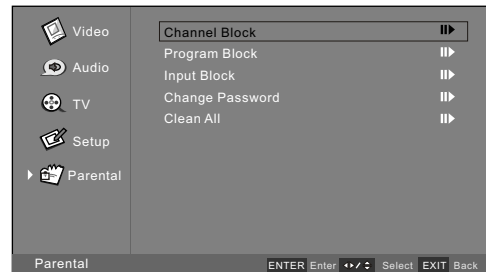 Video
Audio
TV
Setup
Parental
Channel Block
Program Block
Input Block
Change Password
Clean All
Parental
ENTER Enter Select EXIT Back